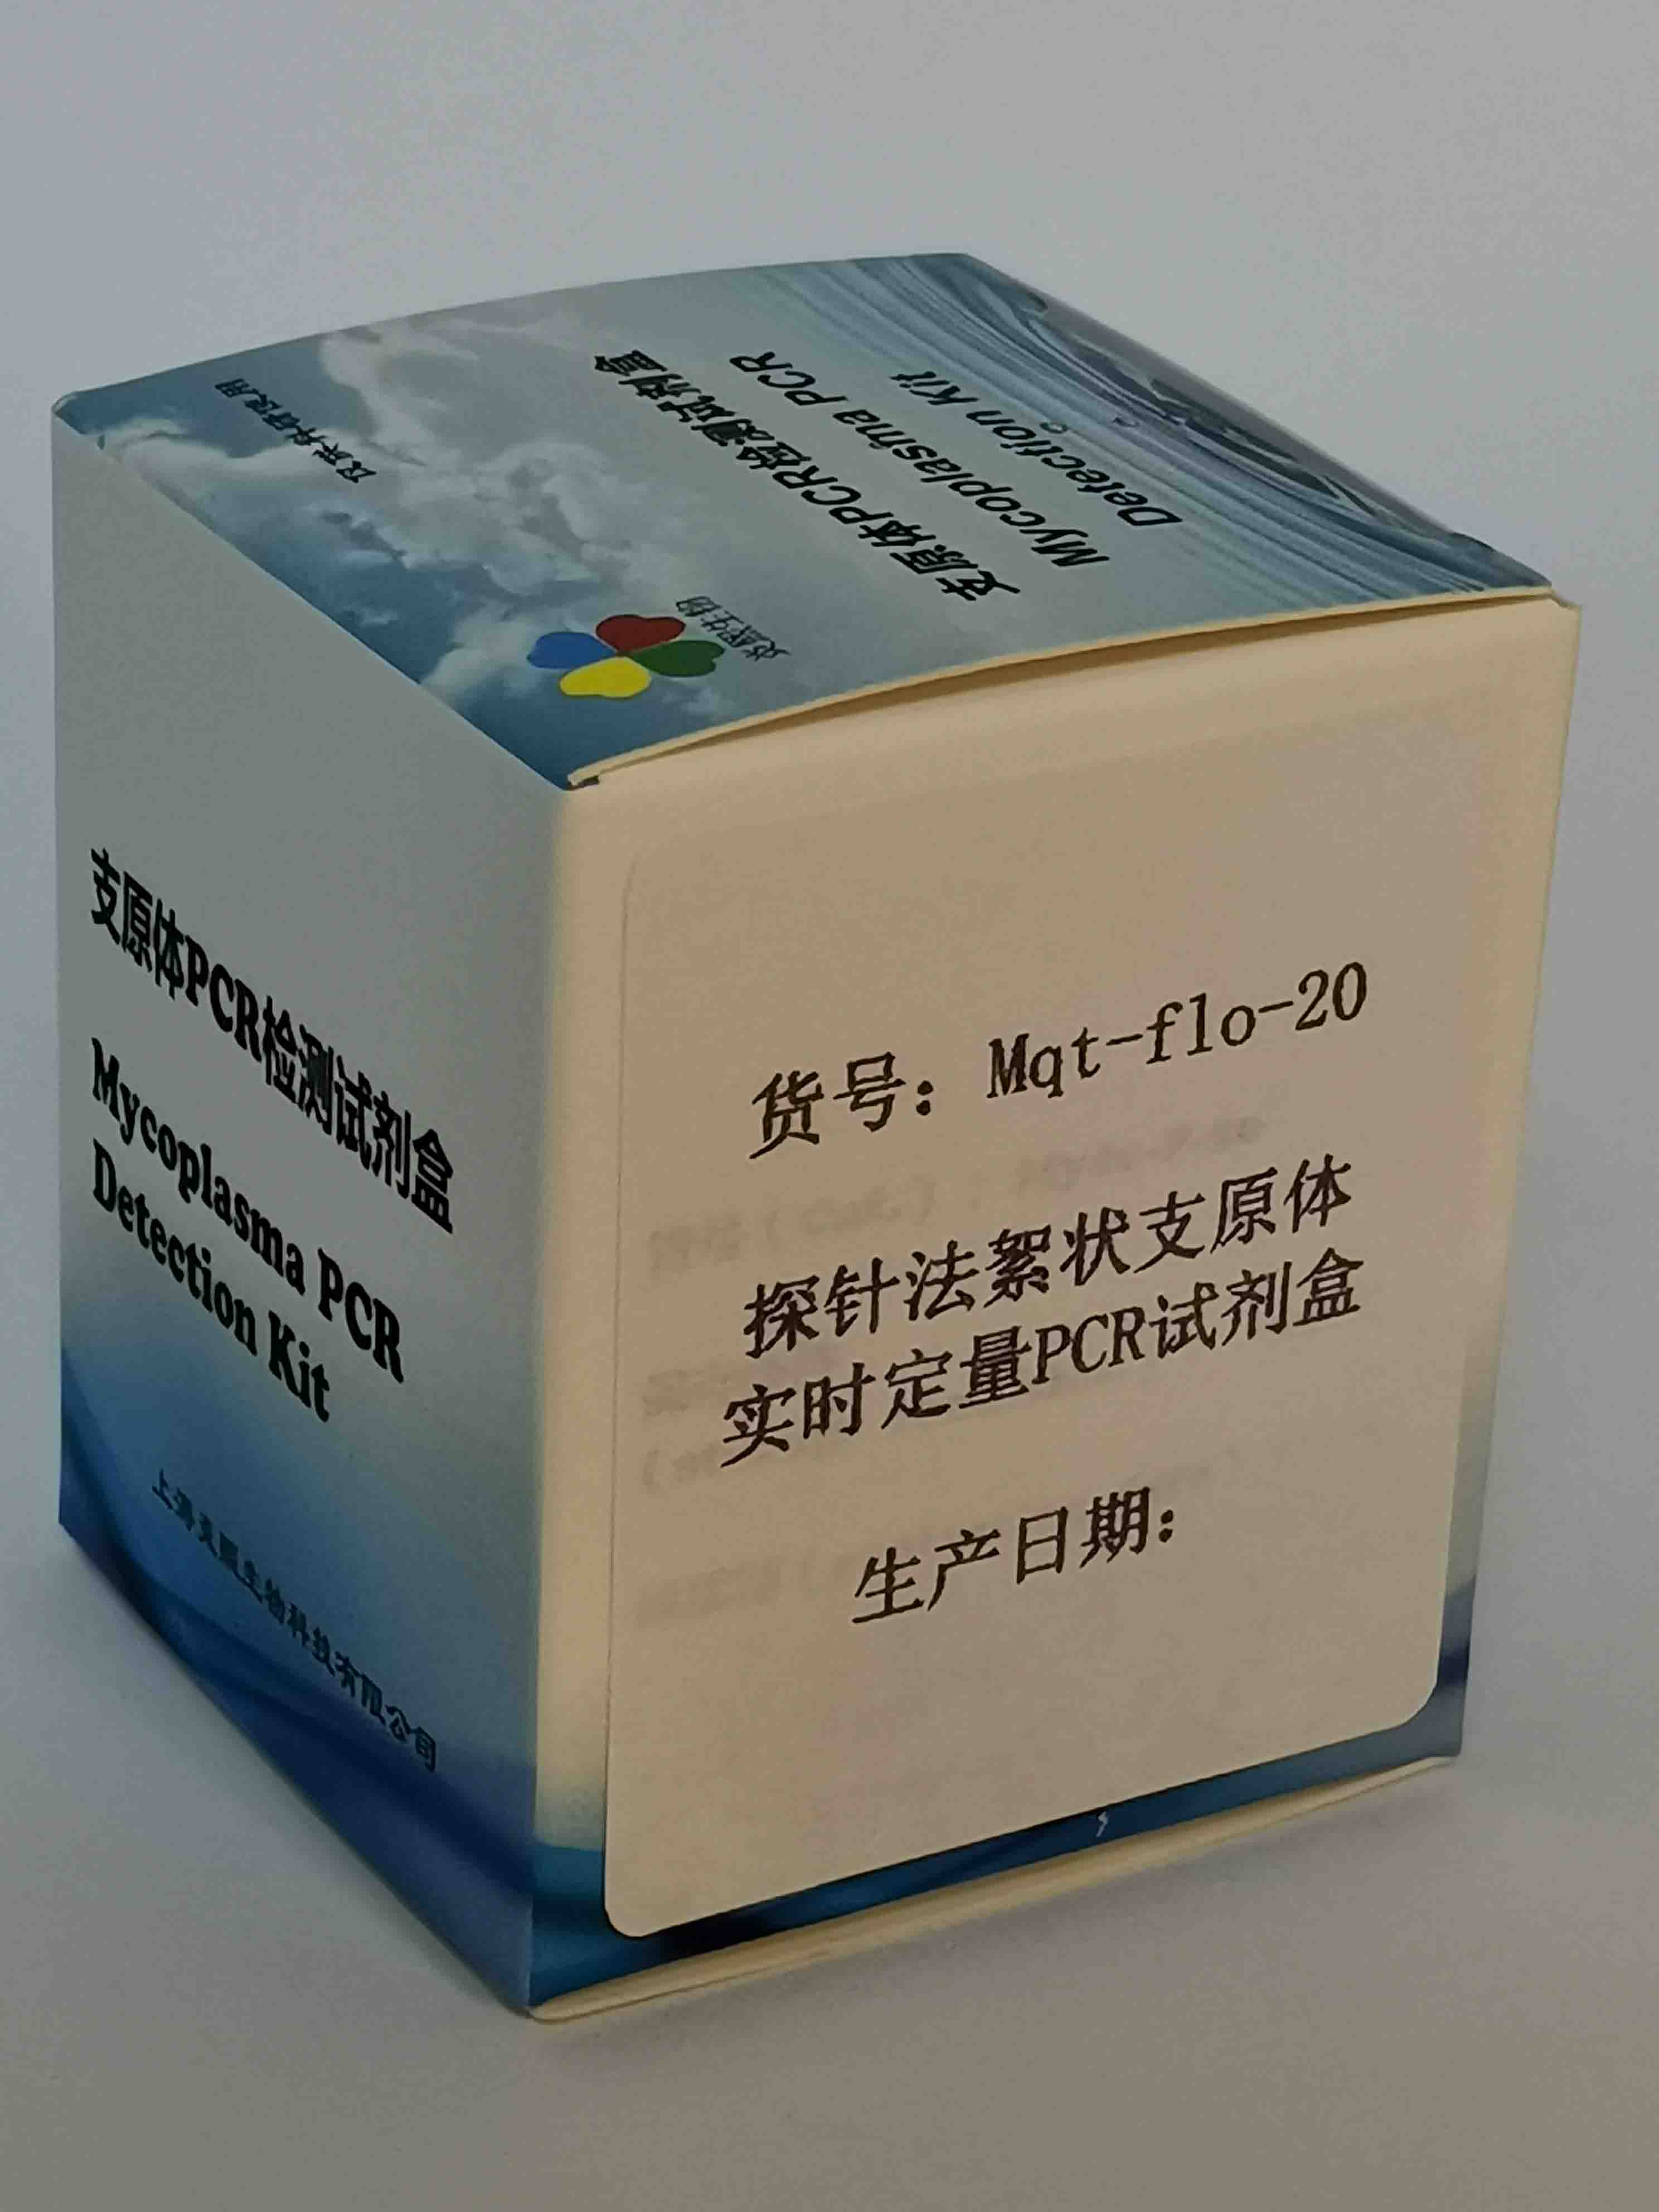 支原体PCR检测试剂盒
Mycoplasma PCR
Detection Kit
仅供科研使用
支原体PCR检测试剂盒
Mycoplasma PCR
Detection Kit
货号：Mqt-flo-20
探针法絮状支原体
实时定量PCR试剂盒
生产日期：